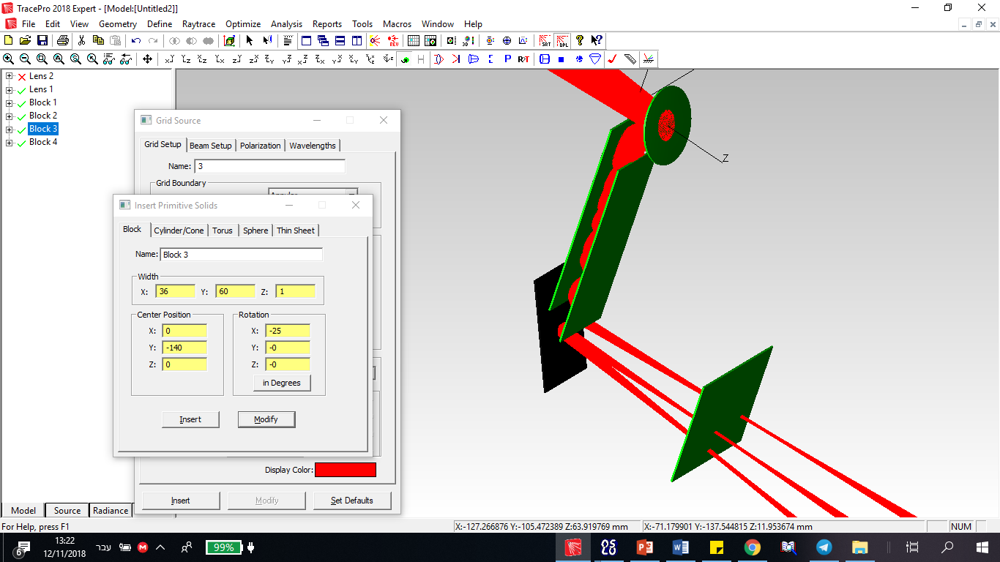 TracePro 2018 Expert - [Model:[Untitled2]]
File Edit View Geometry Define Raytrace Optimize Analysis Reports Tools Macros Window Help
Lens 2
Lens 1
Block 1
Block 2
Block 3
Block 4
Grid Source
Grid Setup Beam Setup Polarization Wavelengths
Name: 3
Grid Boundary
Insert Primitive Solids
Block Cylinder/Cone Torus Sphere Thin Sheet
Name: Block 3
Width
X: 36 Y: 60 Z: 1
Center Position Rotation
X: 0 X: -25
Y: -140 Y: -0
Z: 0 Z: -0
in Degrees
Insert Modify
Display Color:
Insert Modify Set Defaults
Z
Model Source Radiance
For Help, press F1
X:-127.266876 Y:-105.472389 Z:63.919769 mm X:-71.179901 Y:-137.544815 Z:11.953674 mm NUM
6 13:22 עבר 99%
12/11/2018